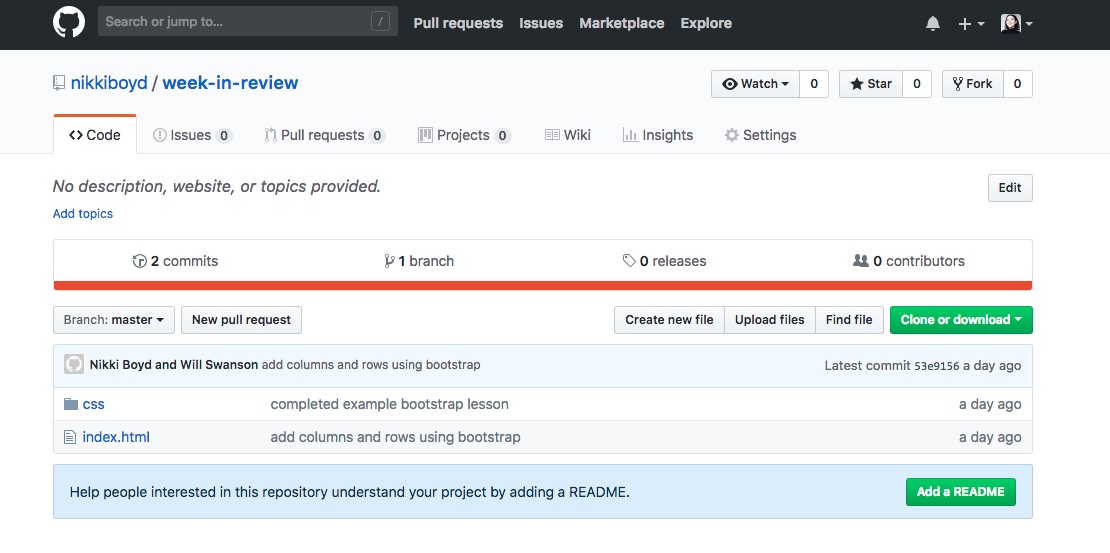 Search or jump to... / Pull requests Issues Marketplace Explore
nikkiboyd / week-in-review Watch 0 Star 0 Fork 0
Code Issues 0 Pull requests 0 Projects 0 Wiki Insights Settings
No description, website, or topics provided. Edit
Add topics
2 commits 1 branch 0 releases 0 contributors
Branch: master New pull request Create new file Upload files Find file Clone or download
Nikki Boyd and Will Swanson add columns and rows using bootstrap Latest commit 53e9156 a day ago
css completed example bootstrap lesson a day ago
index.html add columns and rows using bootstrap a day ago
Help people interested in this repository understand your project by adding a README. Add a README